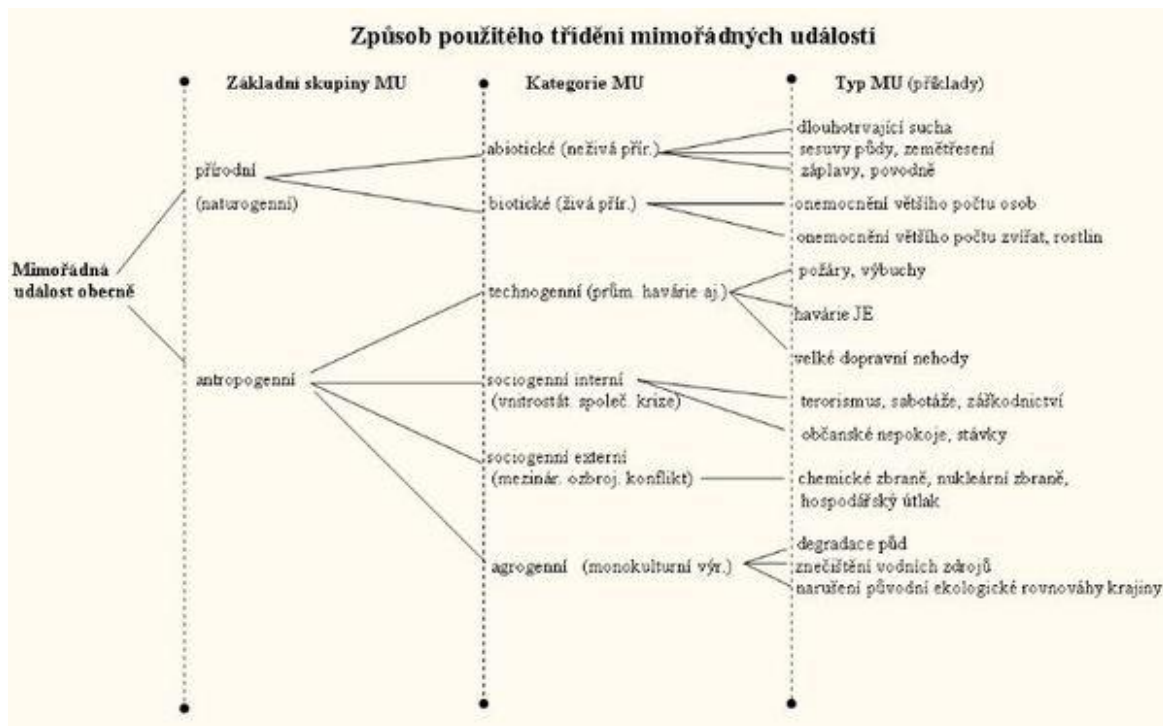 Způsob použitého třídění mimořádných událostí
Základní skupiny MU
Kategorie MU
Typ MU (příklady)
Mimořádná
událost obecně
přírodní
(naturogenní)
abiotické (neživá přír.)
dlouhotrvající sucha
sesuvy půdy, zemětřesení
záplavy, povodně
biotické (živá přír.)
onemocnění většího počtu osob
onemocnění většího počtu zvířat, rostlin
antropogenní
technogenní (prům. havárie aj.)
požáry, výbuchy
havárie JE
velké dopravní nehody
sociogenní interní
(vnitrostát. společ. krize)
terorismus, sabotáže, záškodnictví
občanské nepokoje, stávky
sociogenní externí
(mezinár. ozbroj. konflikt)
chemické zbraně, nukleární zbraně,
hospodářský útlak
agrogenní (monokulturní výr.)
degradace půd
znečištění vodních zdrojů
narušení původní ekologické rovnováhy krajiny